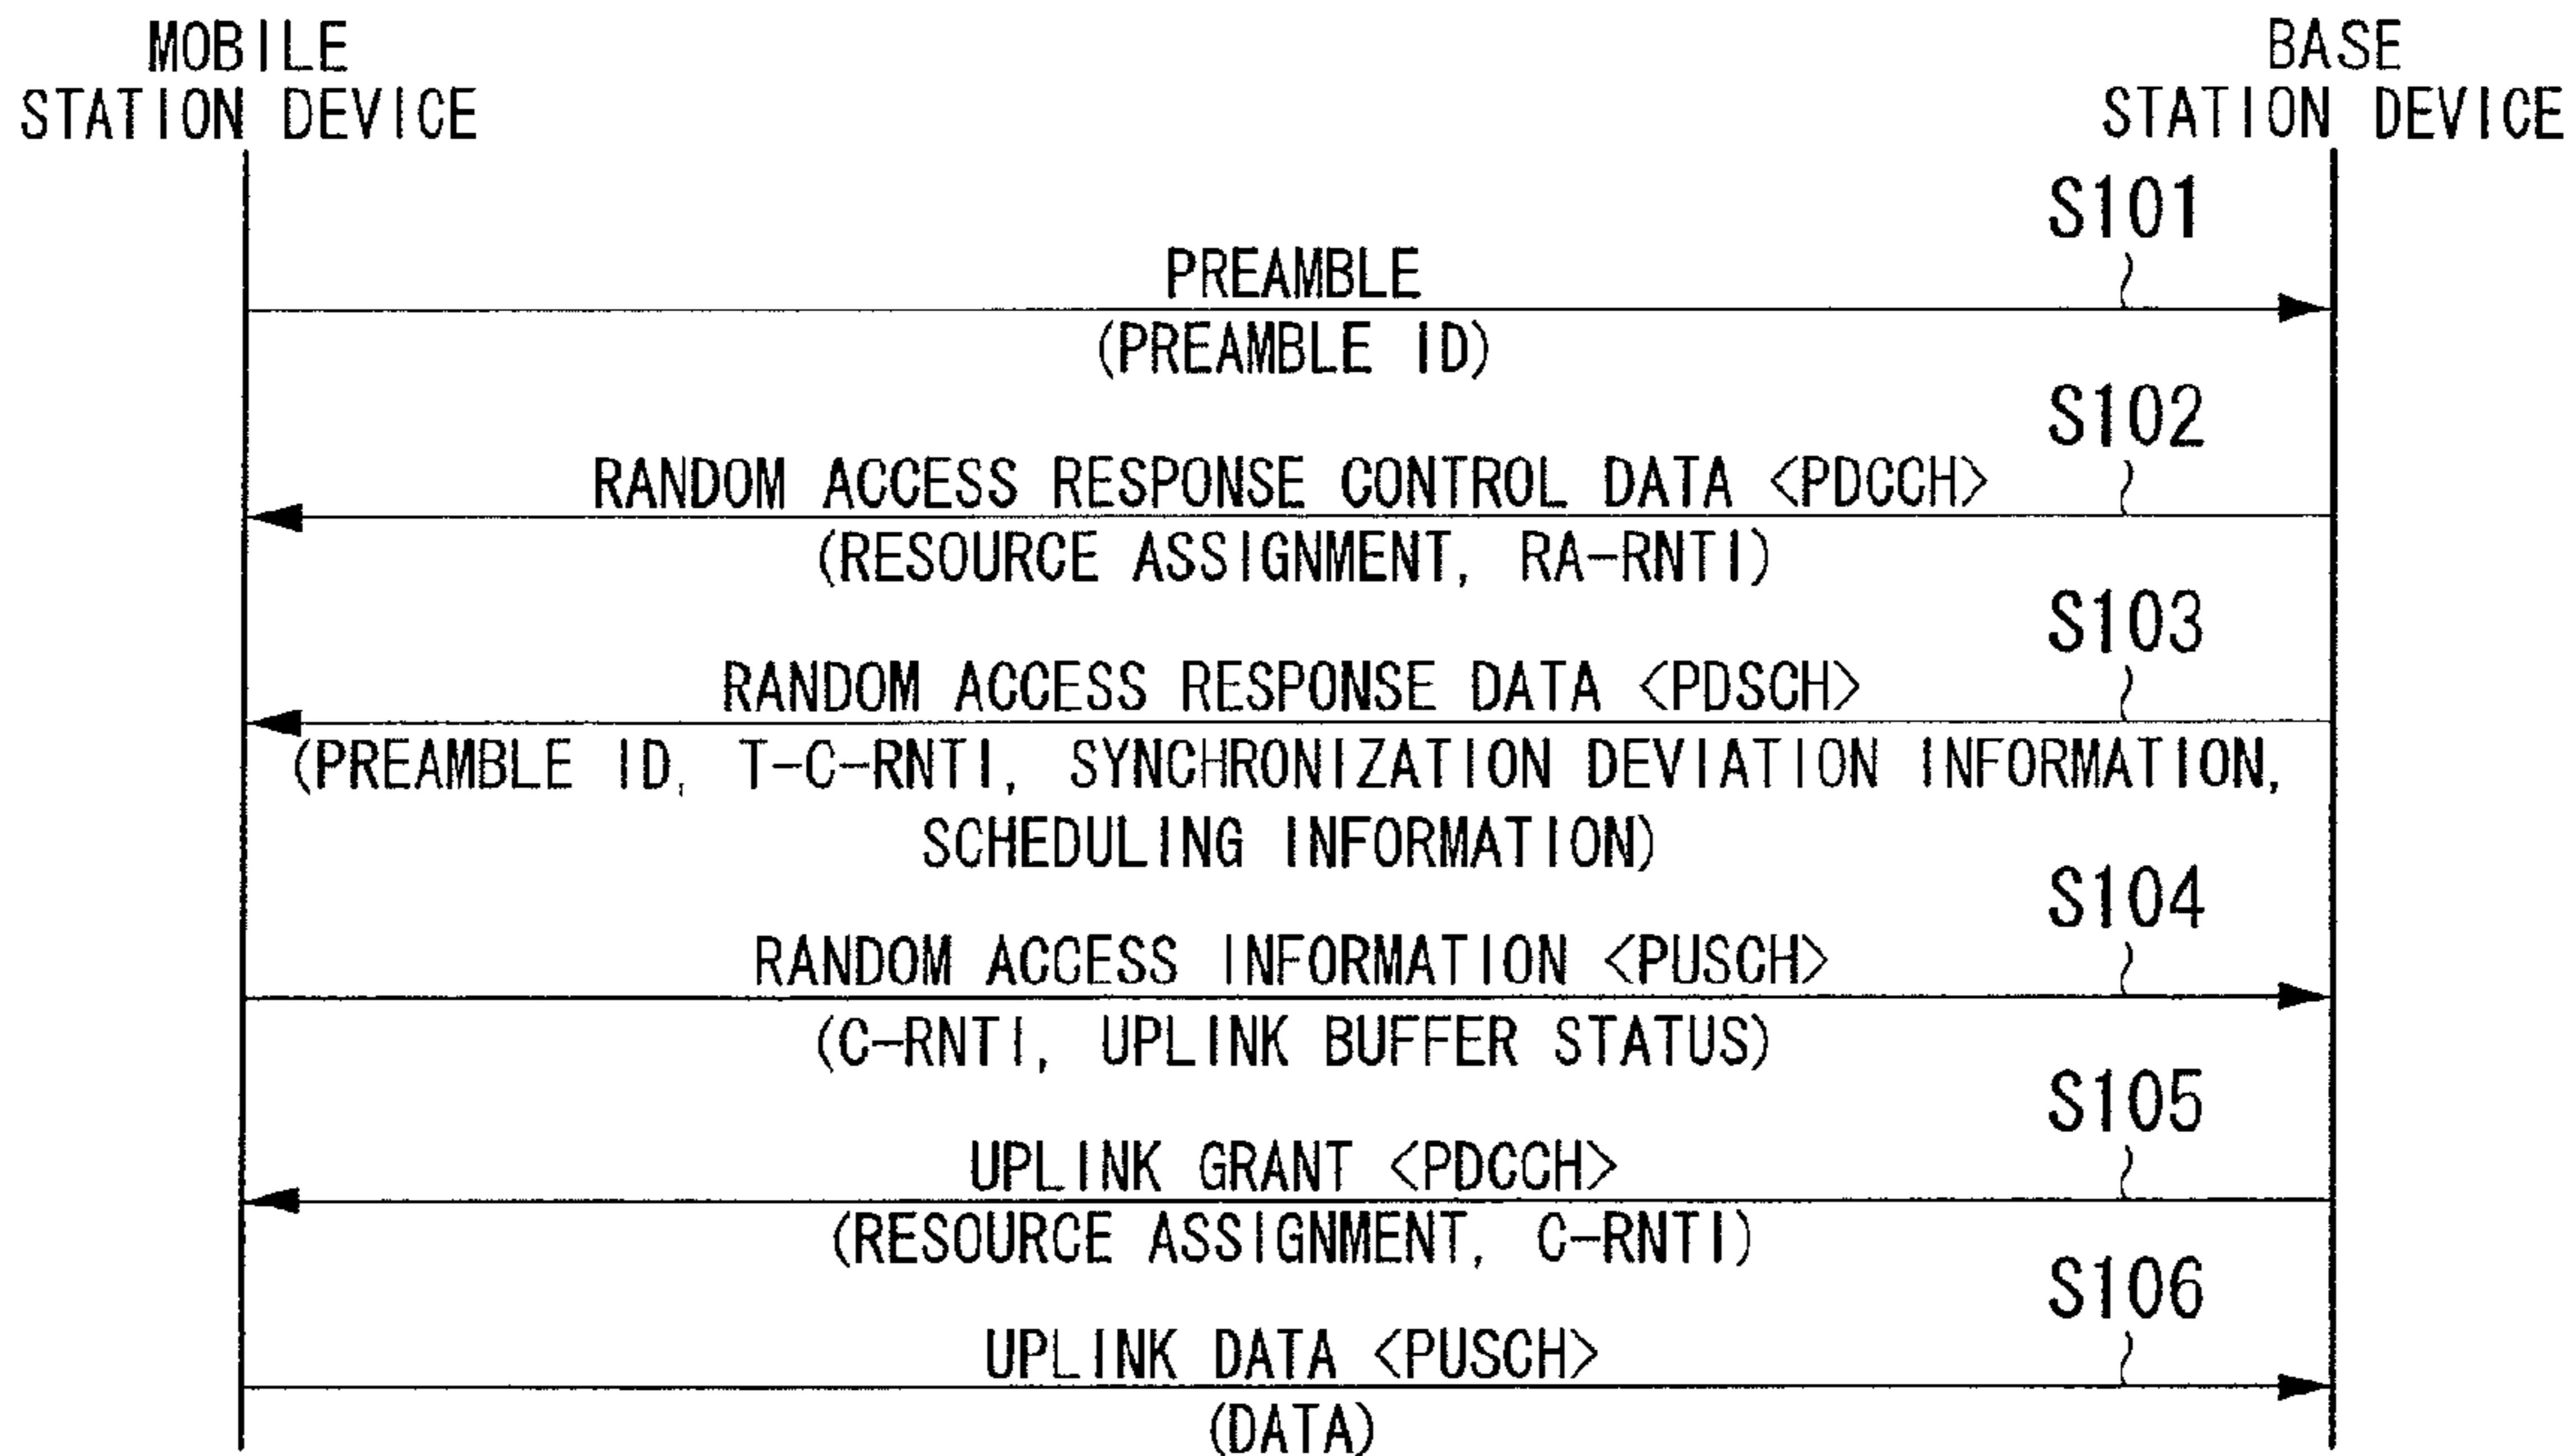 MOBILE
STATION DEVICE
BASE
STATION DEVICE
S101
PREAMBLE
(PREAMBLE ID)
S102
RANDOM ACCESS RESPONSE CONTROL DATA <PDCCH>
(RESOURCE ASSIGNMENT, RA-RNTI)
S103
RANDOM ACCESS RESPONSE DATA <PDSCH>
(PREAMBLE ID, T-C-RNTI, SYNCHRONIZATION DEVIATION INFORMATION,
SCHEDULING INFORMATION)
S104
RANDOM ACCESS INFORMATION <PUSCH>
(C-RNTI, UPLINK BUFFER STATUS)
S105
UPLINK GRANT <PDCCH>
(RESOURCE ASSIGNMENT, C-RNTI)
S106
UPLINK DATA <PUSCH>
(DATA)